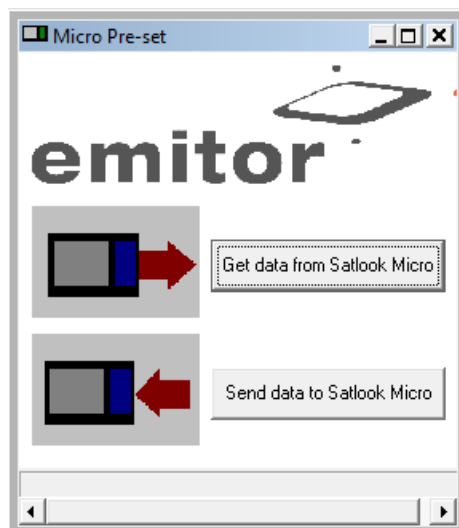 Micro Pre-set
emitor
Get data from Satlook Micro
Send data to Satlook Micro